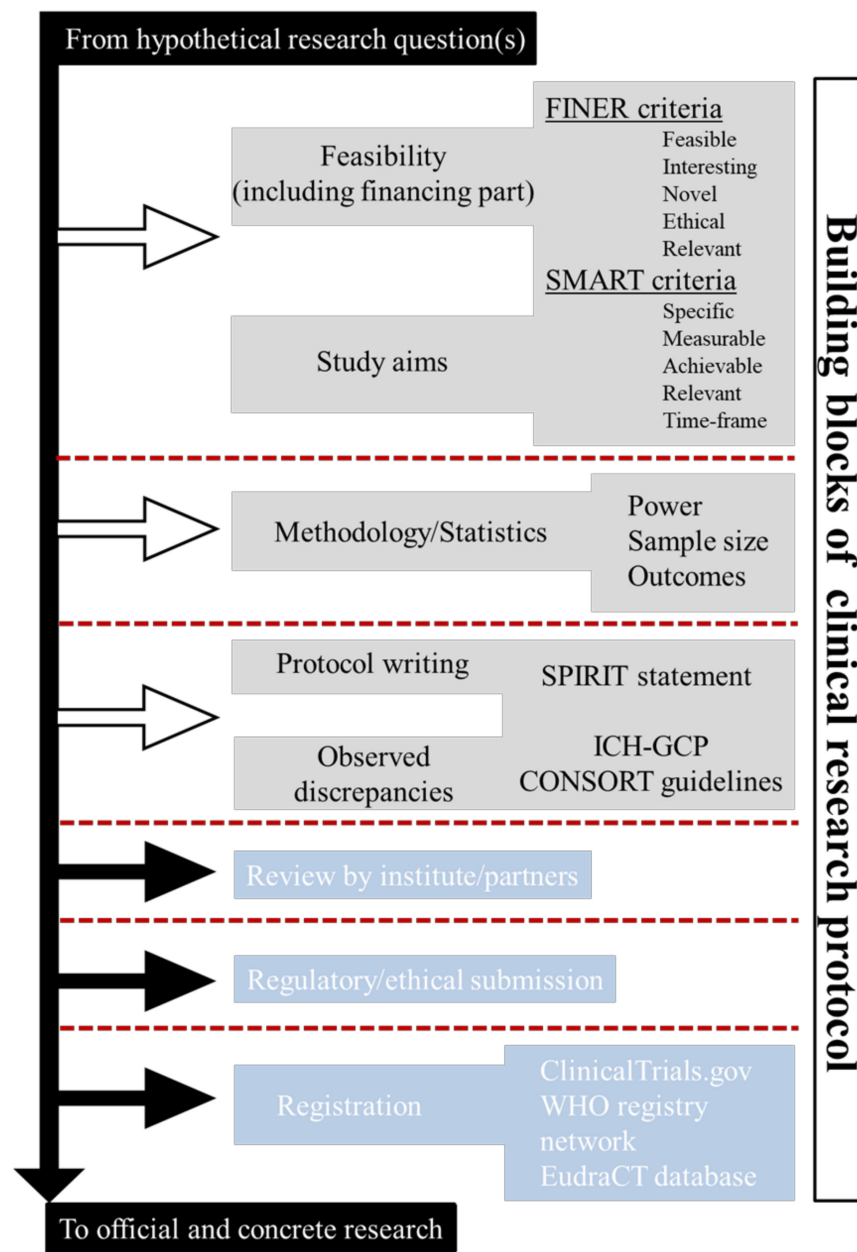 From hypothetical research question(s)
Feasibility
(including financing part)
FINER criteria
Feasible
Interesting
Novel
Ethical
Relevant
SMART criteria
Specific
Measurable
Achievable
Relevant
Time-frame
Study aims
Methodology/Statistics
Power
Sample size
Outcomes
Protocol writing
SPIRIT statement
Observed
discrepancies
ICH-GCP
CONSORT guidelines
Review by institute/partners
Regulatory/ethical submission
Registration
ClinicalTrials.gov
WHO registry
network
EudraCT database
To official and concrete research
Building blocks of clinical research protocol